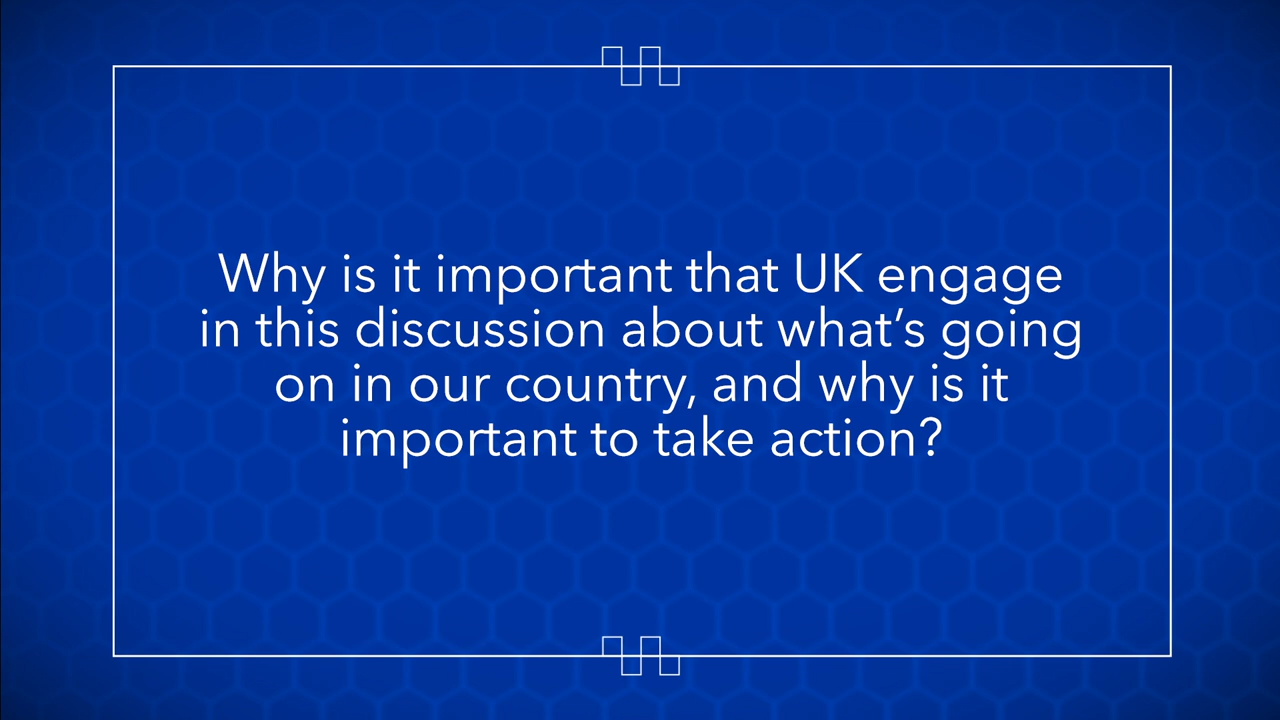 Why is it important that UK engage
in this discussion about what’s going
on in our country, and why is it
important to take action?